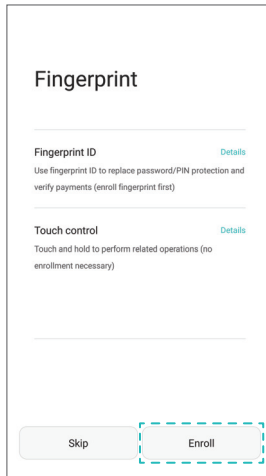 Fingerprint
Fingerprint ID Details
Use fingerprint ID to replace password/PIN protection and
verify payments (enroll fingerprint first)
Touch control Details
Touch and hold to perform related operations (no
enrollment necessary)
Skip Enroll